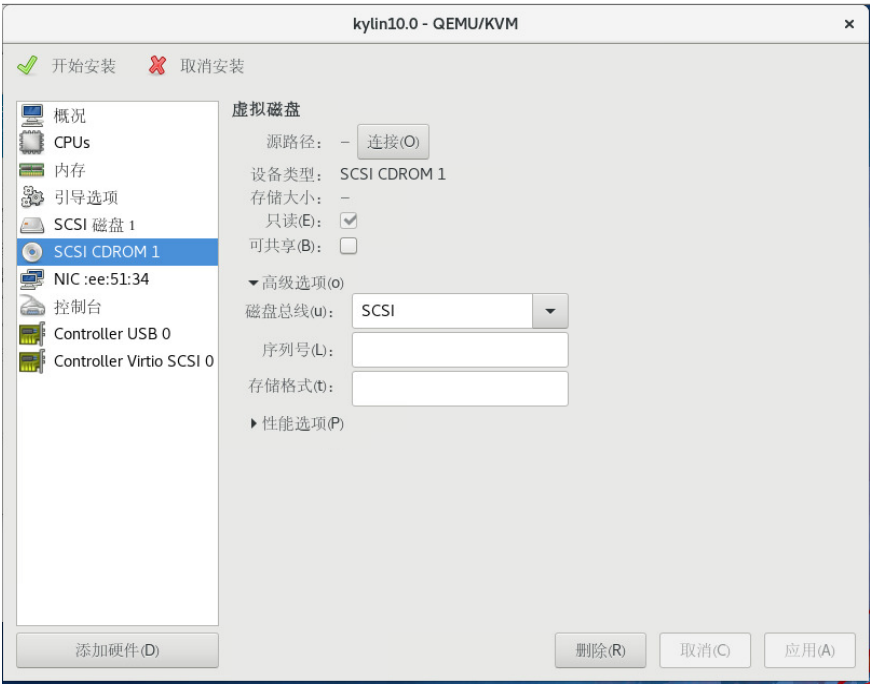 kylin10.0 - QEMU/KVM
开始安装 取消安装
概况
CPUs
内存
引导选项
SCSI 磁盘 1
SCSI CDROM 1
NIC :ee:51:34
控制台
Controller USB 0
Controller Virtio SCSI 0
添加硬件(D)
虚拟磁盘
源路径： – 连接(O)
设备类型： SCSI CDROM 1
存储大小： –
只读(E)：
可共享(B)：
高级选项(o)
磁盘总线(u)： SCSI
序列号(L)：
存储格式(t)：
性能选项(P)
删除(R) 取消(C) 应用(A)